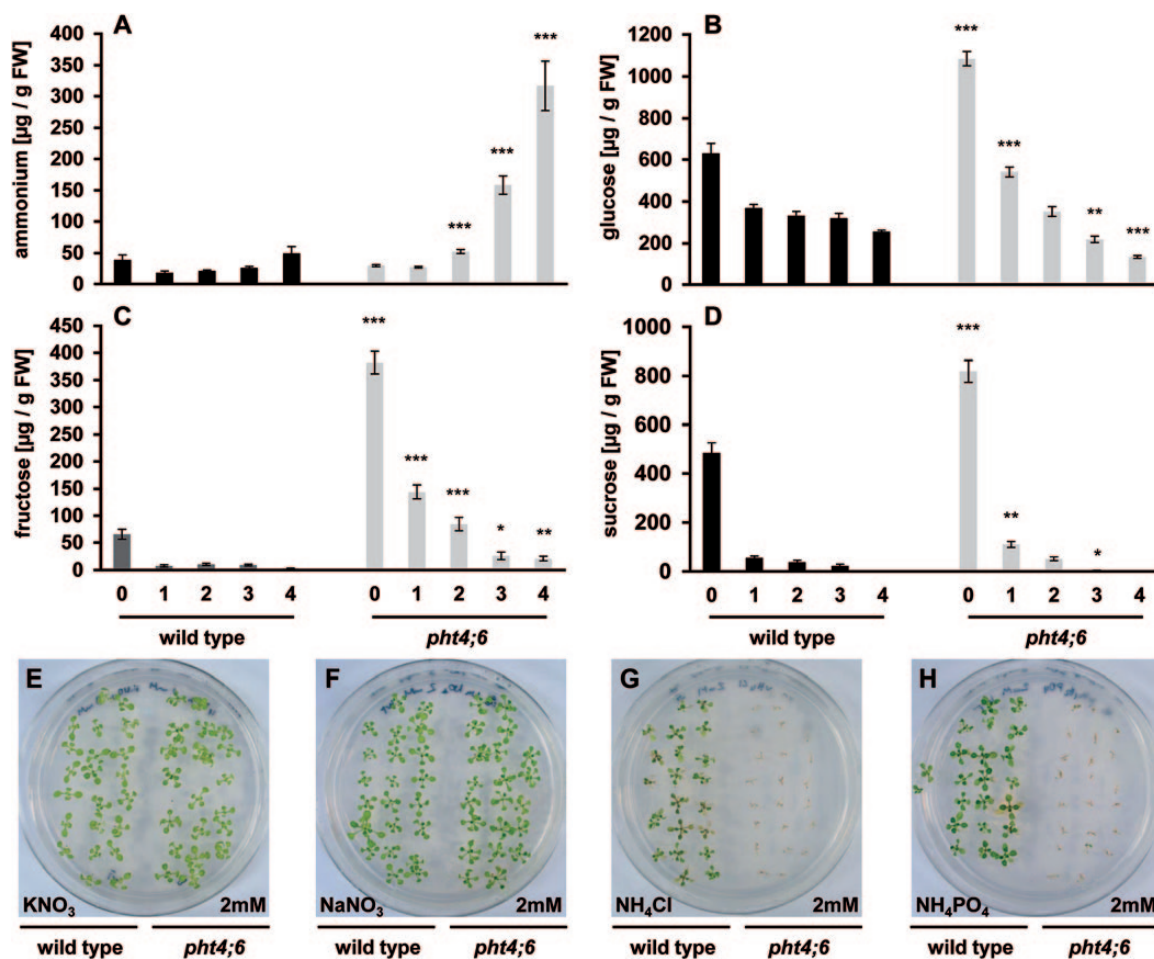 A
ammonium [µg / g FW]
400
350
300
250
200
150
100
50
0
***
***
***
B
glucose [µg / g FW]
1200
1000
800
600
400
200
0
***
***
**
***
C
fructose [µg / g FW]
450
400
350
300
250
200
150
100
50
0
***
***
***
*
**
0 1 2 3 4 0 1 2 3 4
wild type pht4;6
D
sucrose [µg / g FW]
1000
800
600
400
200
0
***
**
*
0 1 2 3 4 0 1 2 3 4
wild type pht4;6
E
KNO₃ 2mM
wild type pht4;6
F
NaNO₃ 2mM
wild type pht4;6
G
NH₄Cl 2mM
wild type pht4;6
H
NH₄PO₄ 2mM
wild type pht4;6